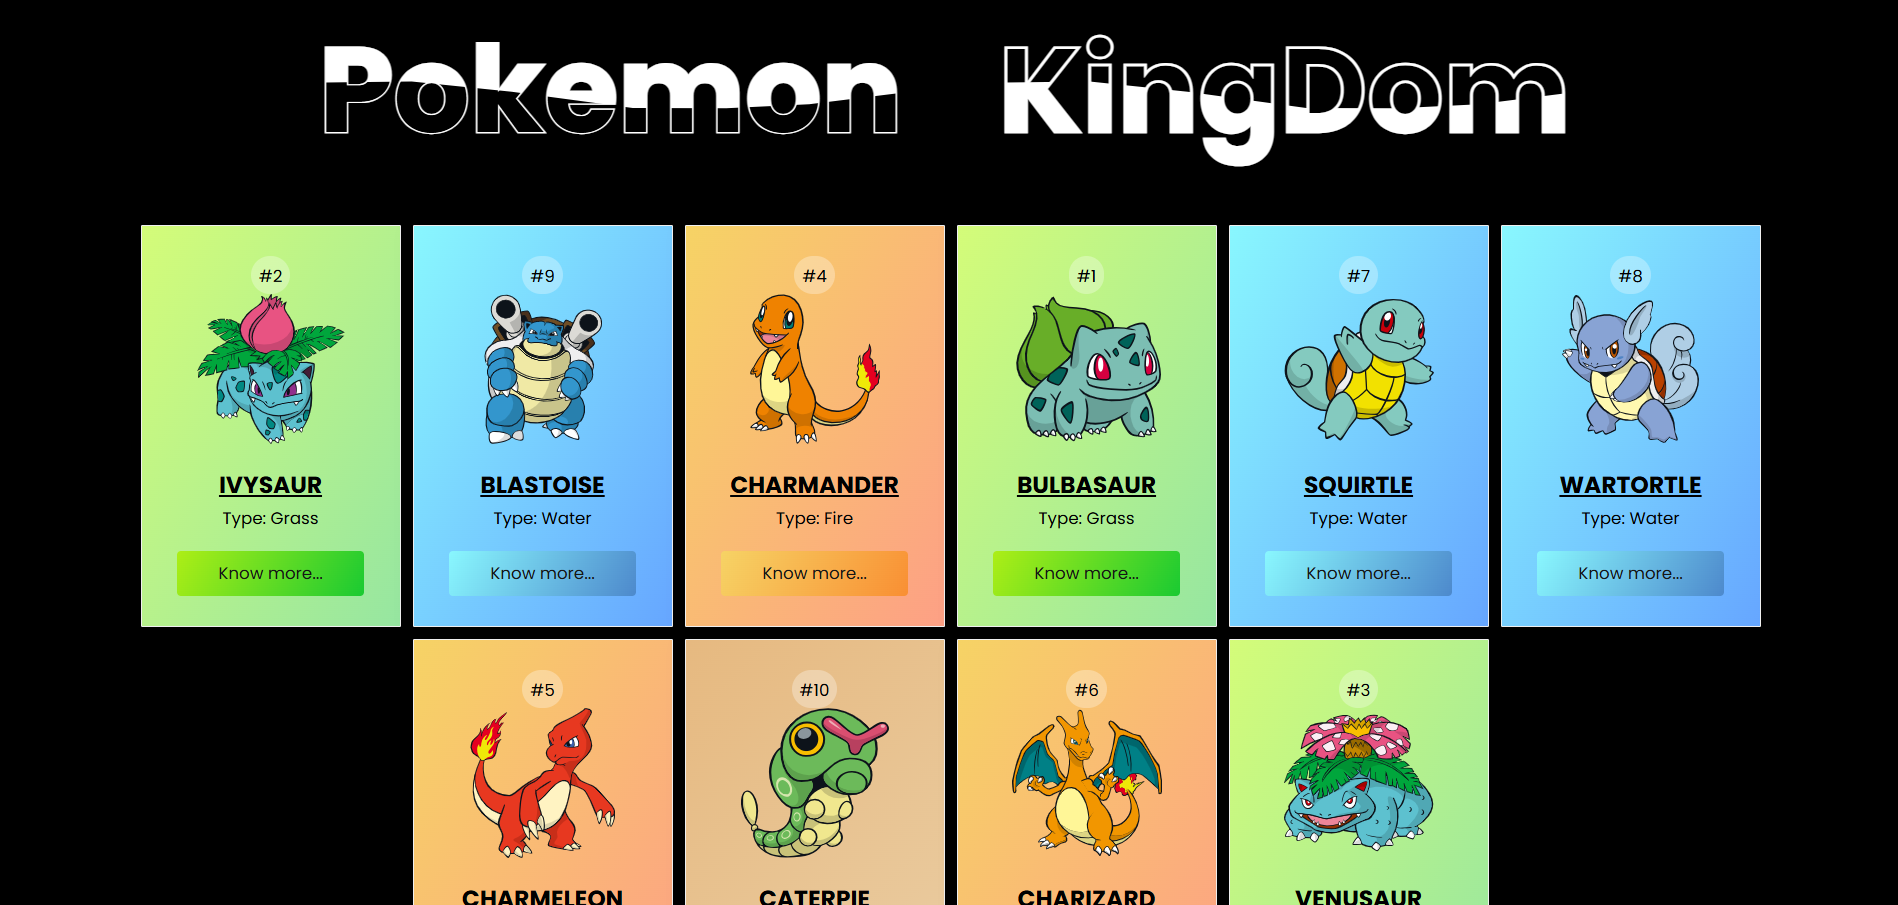 Pokemon KingDom
#2
IVYSAUR
Type: Grass
Know more...
#9
BLASTOISE
Type: Water
Know more...
#4
CHARMANDER
Type: Fire
Know more...
#1
BULBASAUR
Type: Grass
Know more...
#7
SQUIRTLE
Type: Water
Know more...
#8
WARTORTLE
Type: Water
Know more...
#5
CHARMELEON
#10
CATERPIE
#6
CHARIZARD
#3
VENUSAUR